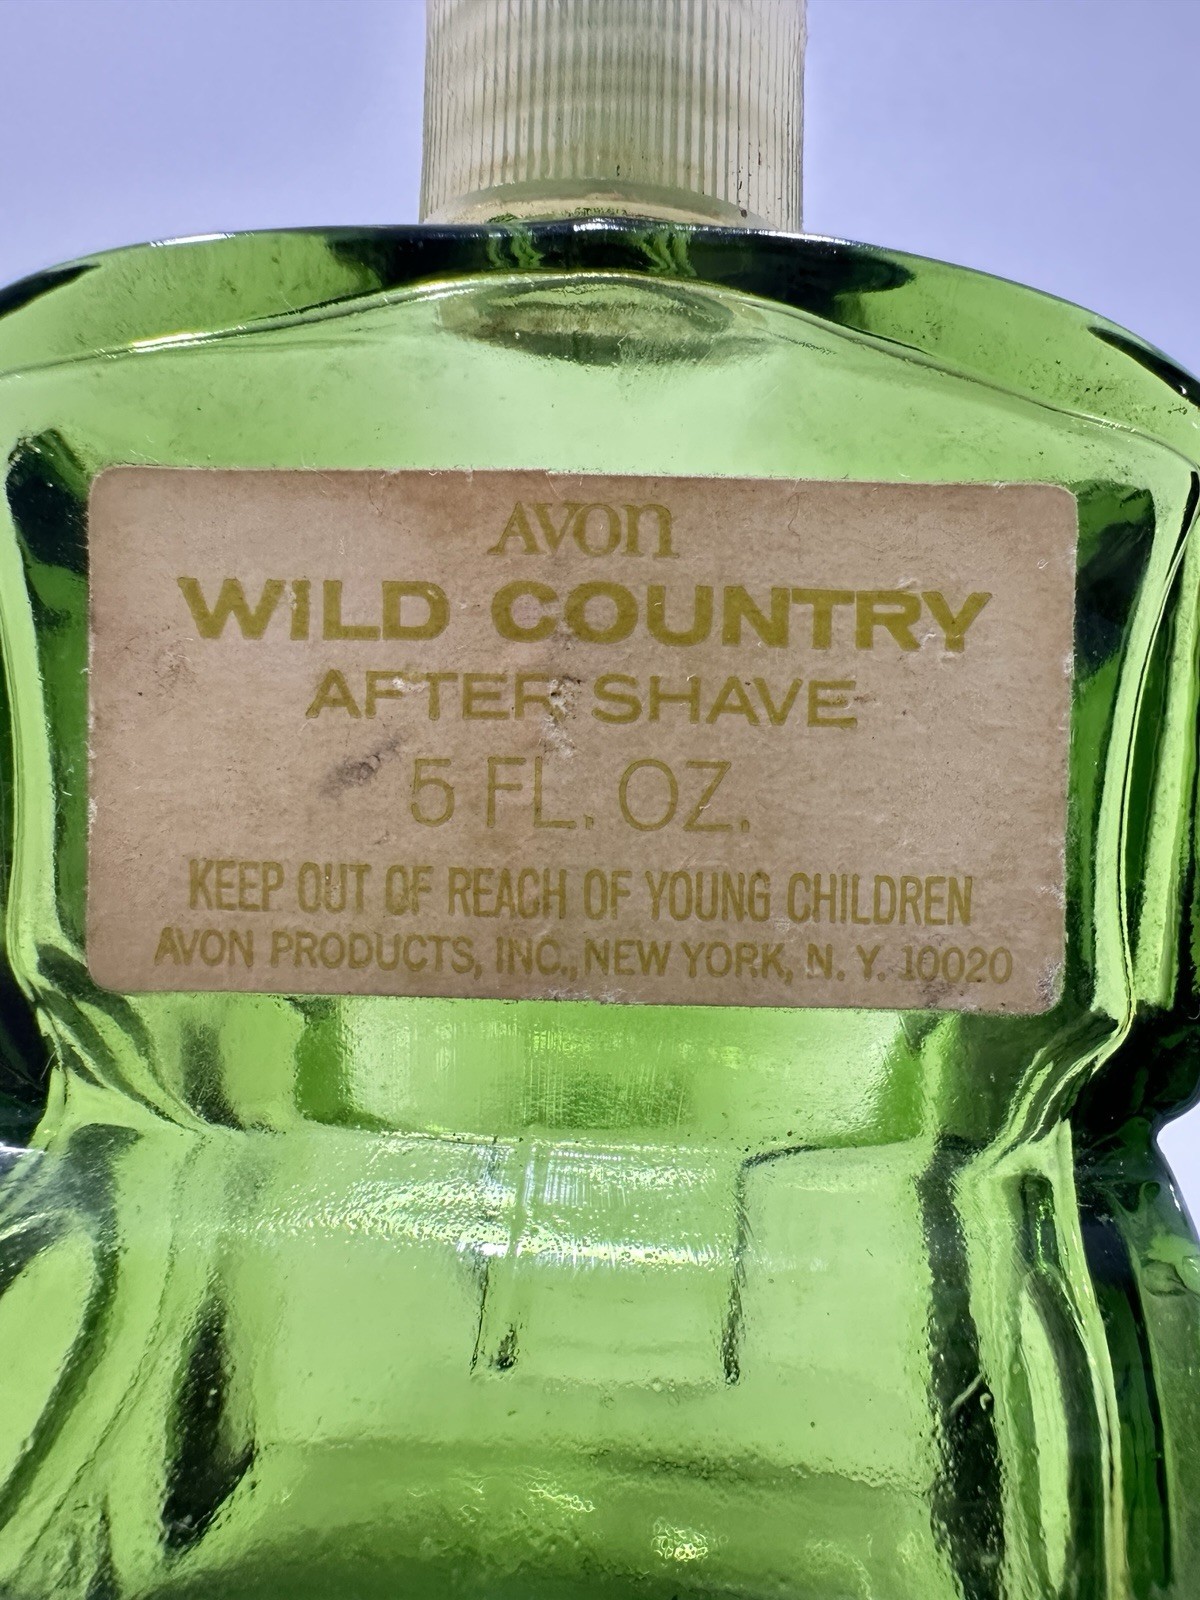 AVON
WILD COUNTRY
AFTER SHAVE
5 FL. OZ.
KEEP OUT OF REACH OF YOUNG CHILDREN
AVON PRODUCTS, INC., NEW YORK, N. Y. 10020